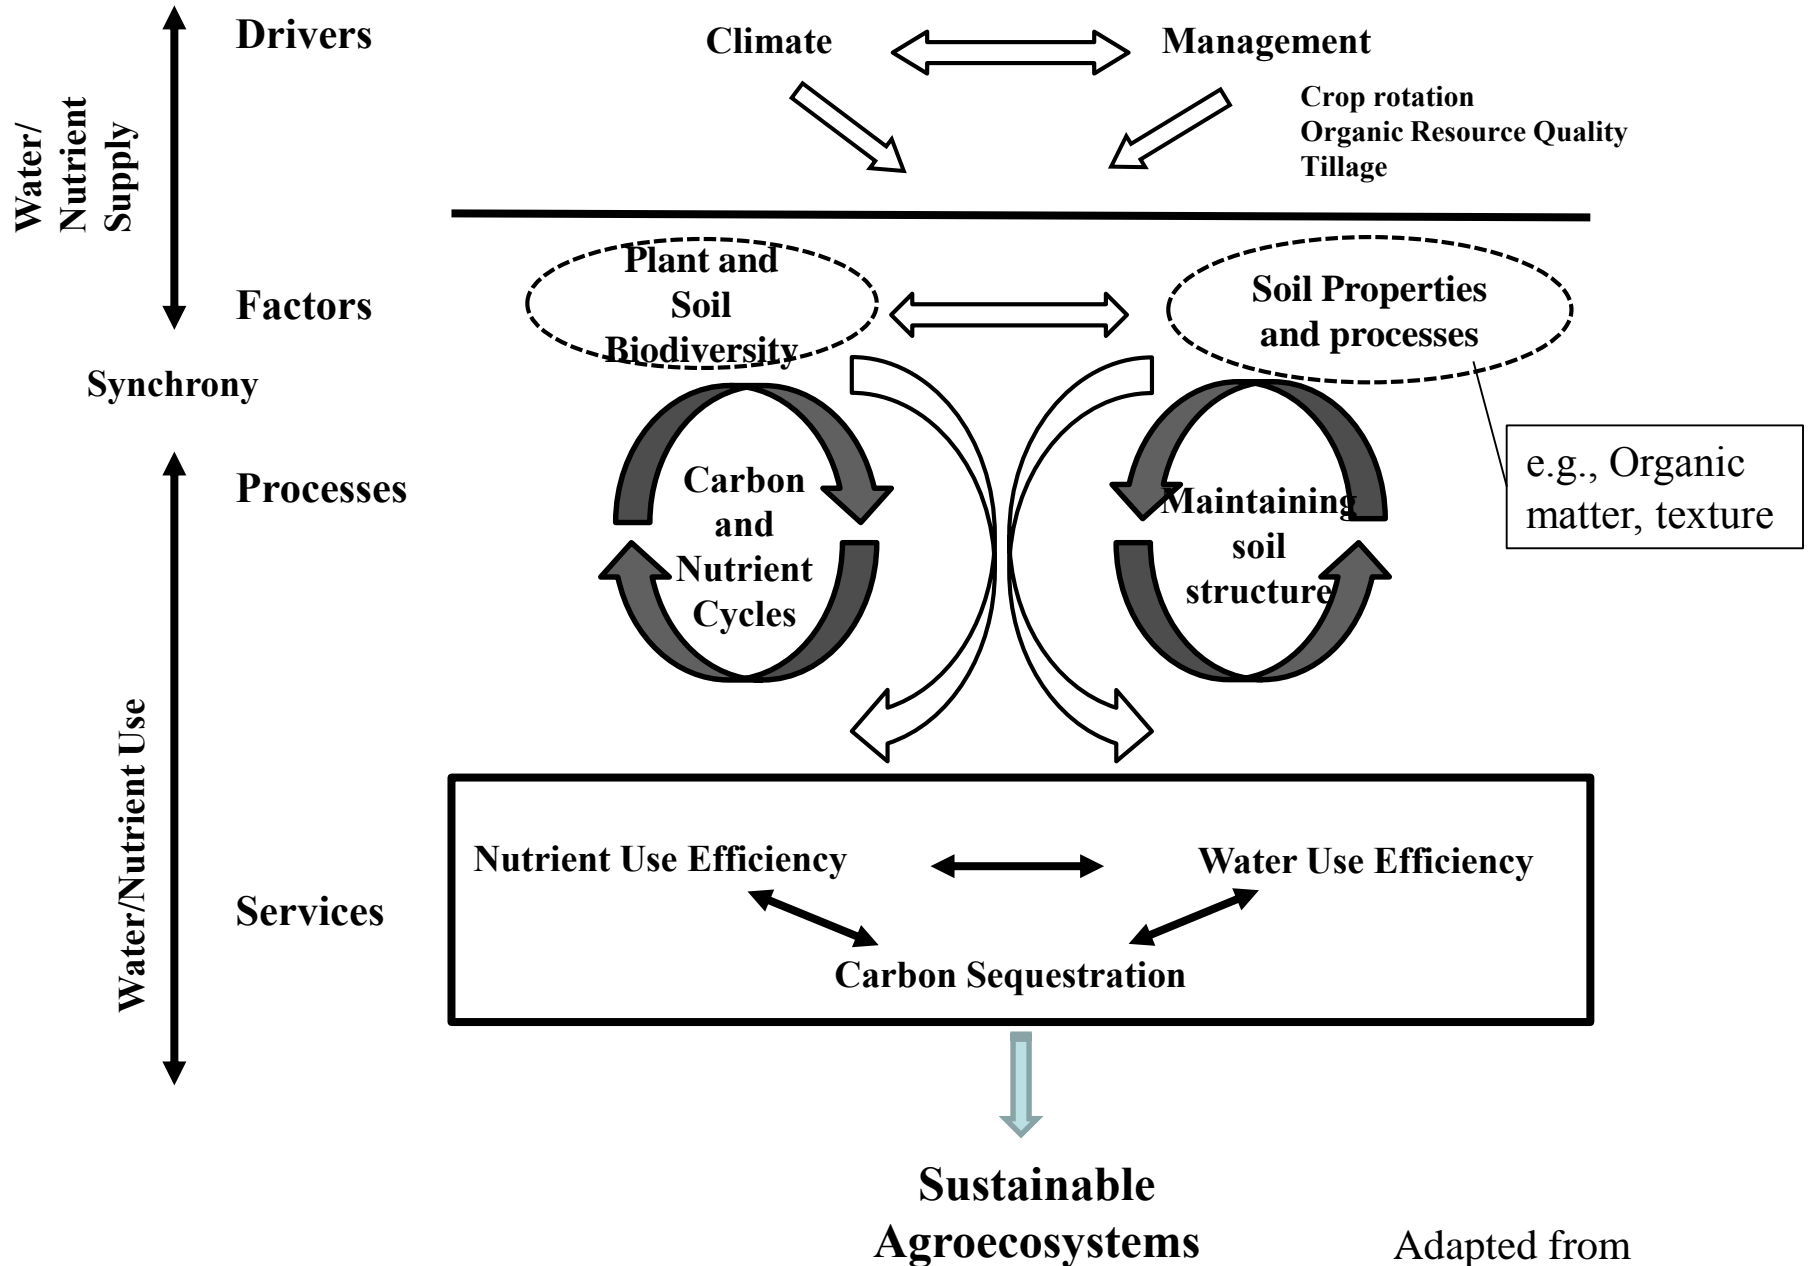 Drivers
Climate
Management
Crop rotation
Organic Resource Quality
Tillage
Water/
Nutrient
Supply
Factors
Plant and
Soil
Biodiversity
Soil Properties
and processes
Synchrony
Processes
Carbon
and
Nutrient
Cycles
Maintaining
soil
structure
e.g., Organic
matter, texture
Water/Nutrient Use
Services
Nutrient Use Efficiency
Water Use Efficiency
Carbon Sequestration
Sustainable
Agroecosystems
Adapted from